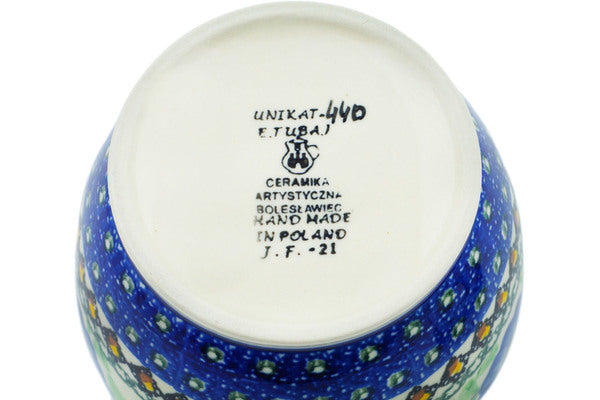 UNIKAT-440
E.TUBAJ
CERAMIKA
ARTYSTYCZNA
BOLESŁAWIEC
HAND MADE
IN POLAND
J.F.-21